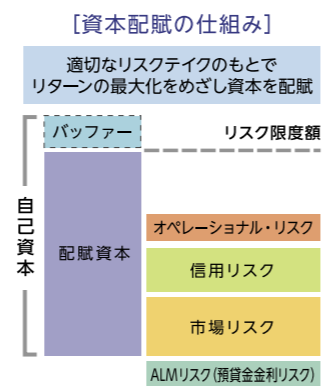 [資本配賦の仕組み]
適切なリスクテイクのもとで
リターンの最大化をめざし資本を配賦
バッファー
リスク限度額
自己資本
配賦資本
オペレーショナル・リスク
信用リスク
市場リスク
ALMリスク(預貸金金利リスク)